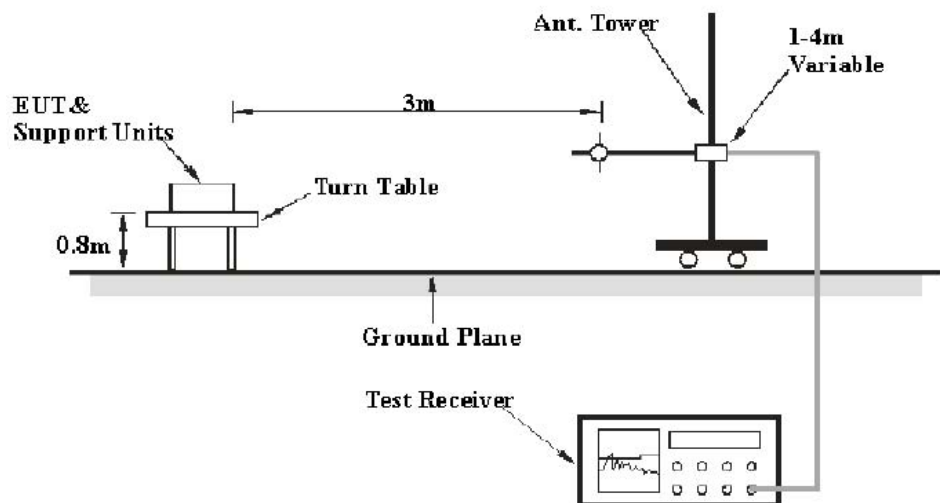 Ant. Tower
1-4m
Variable
3m
EUT&
Support Units
Turn Table
0.8m
Ground Plane
Test Receiver